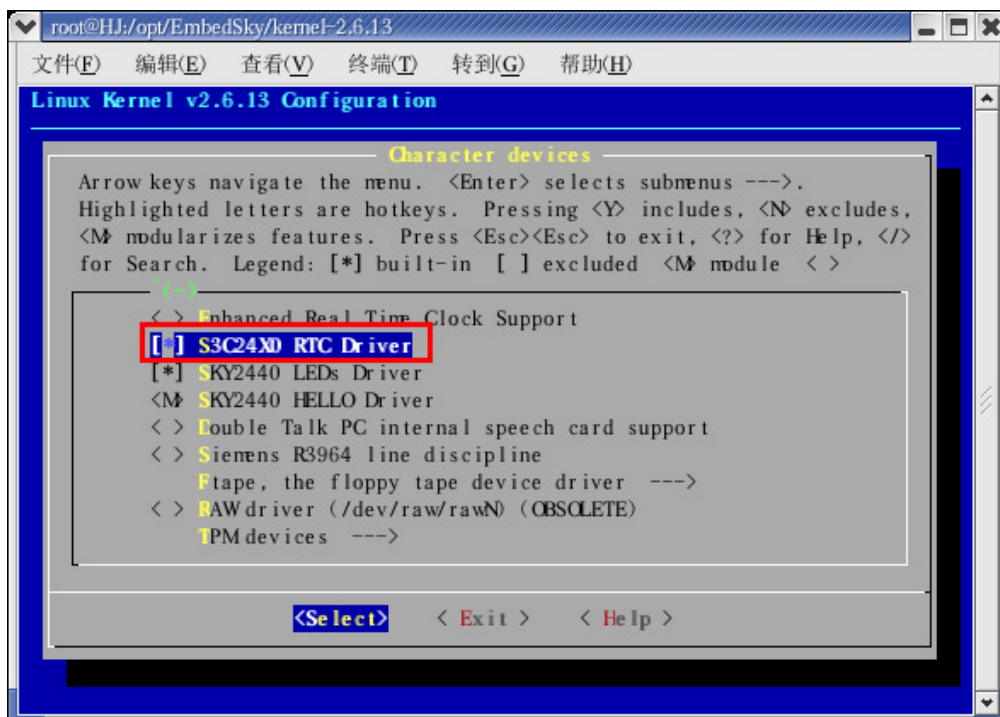 root@HJ:/opt/EmbedSky/kernel-2.6.13
文件(F) 编辑(E) 查看(V) 终端(T) 转到(G) 帮助(H)
Linux Kernel v2.6.13 Configuration
Character devices
Arrow keys navigate the menu. <Enter> selects submenus --->.
Highlighted letters are hotkeys. Pressing <Y> includes, <N> excludes,
<M> modularizes features. Press <Esc><Esc> to exit, <?> for Help, </>
for Search. Legend: [*] built-in [ ] excluded <M> module < >
^(-)
< > Enhanced Real Time Clock Support
[*] S3C24X0 RTC Driver
[*] SKY2440 LEDs Driver
<M> SKY2440 HELLO Driver
< > Double Talk PC internal speech card support
< > Siemens R3964 line discipline
Ftape, the floppy tape device driver --->
< > RAW driver (/dev/raw/rawN) (OBSOLETE)
TPM devices --->
<Select> < Exit > < Help >